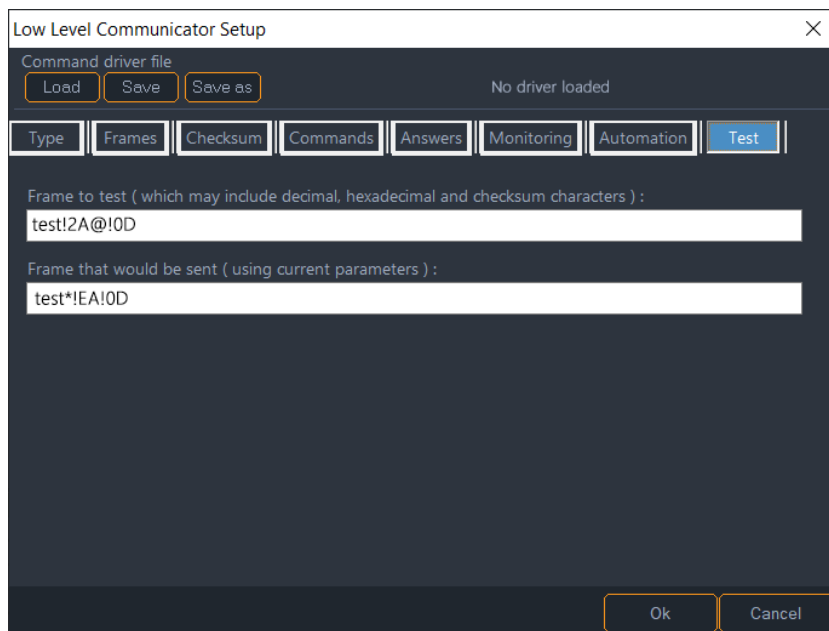 Low Level Communicator Setup
Command driver file
Load Save Save as No driver loaded
Type Frames Checksum Commands Answers Monitoring Automation Test
Frame to test ( which may include decimal, hexadecimal and checksum characters ) :
test!2A@!0D
Frame that would be sent ( using current parameters ) :
test*!EA!0D
Ok Cancel